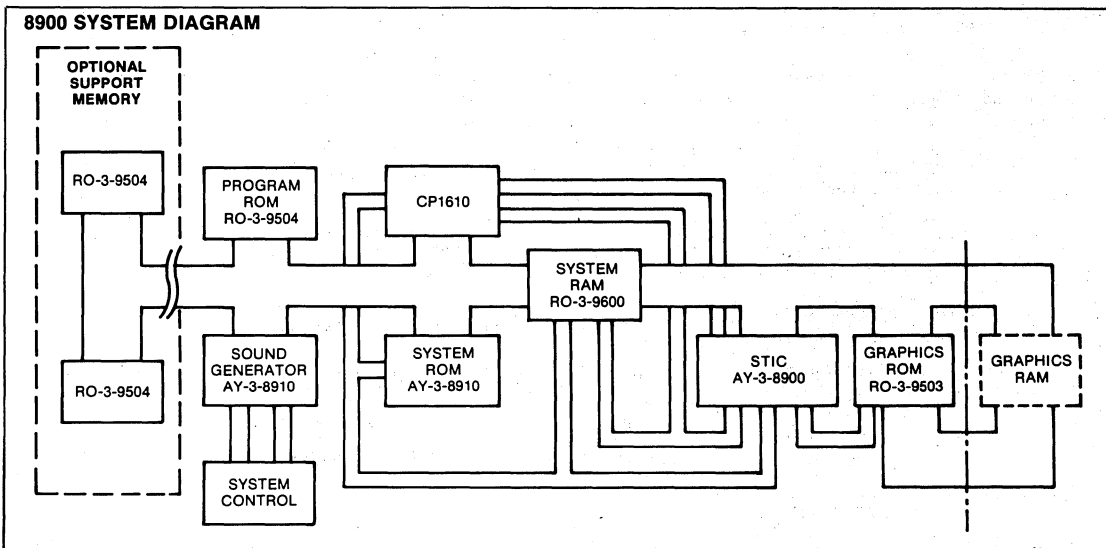 8900 SYSTEM DIAGRAM
OPTIONAL
SUPPORT
MEMORY
RO-3-9504
RO-3-9504
PROGRAM
ROM
RO-3-9504
SOUND
GENERATOR
AY-3-8910
SYSTEM
CONTROL
CP1610
SYSTEM
ROM
AY-3-8910
SYSTEM
RAM
RO-3-9600
STIC
AY-3-8900
GRAPHICS
ROM
RO-3-9503
GRAPHICS
RAM